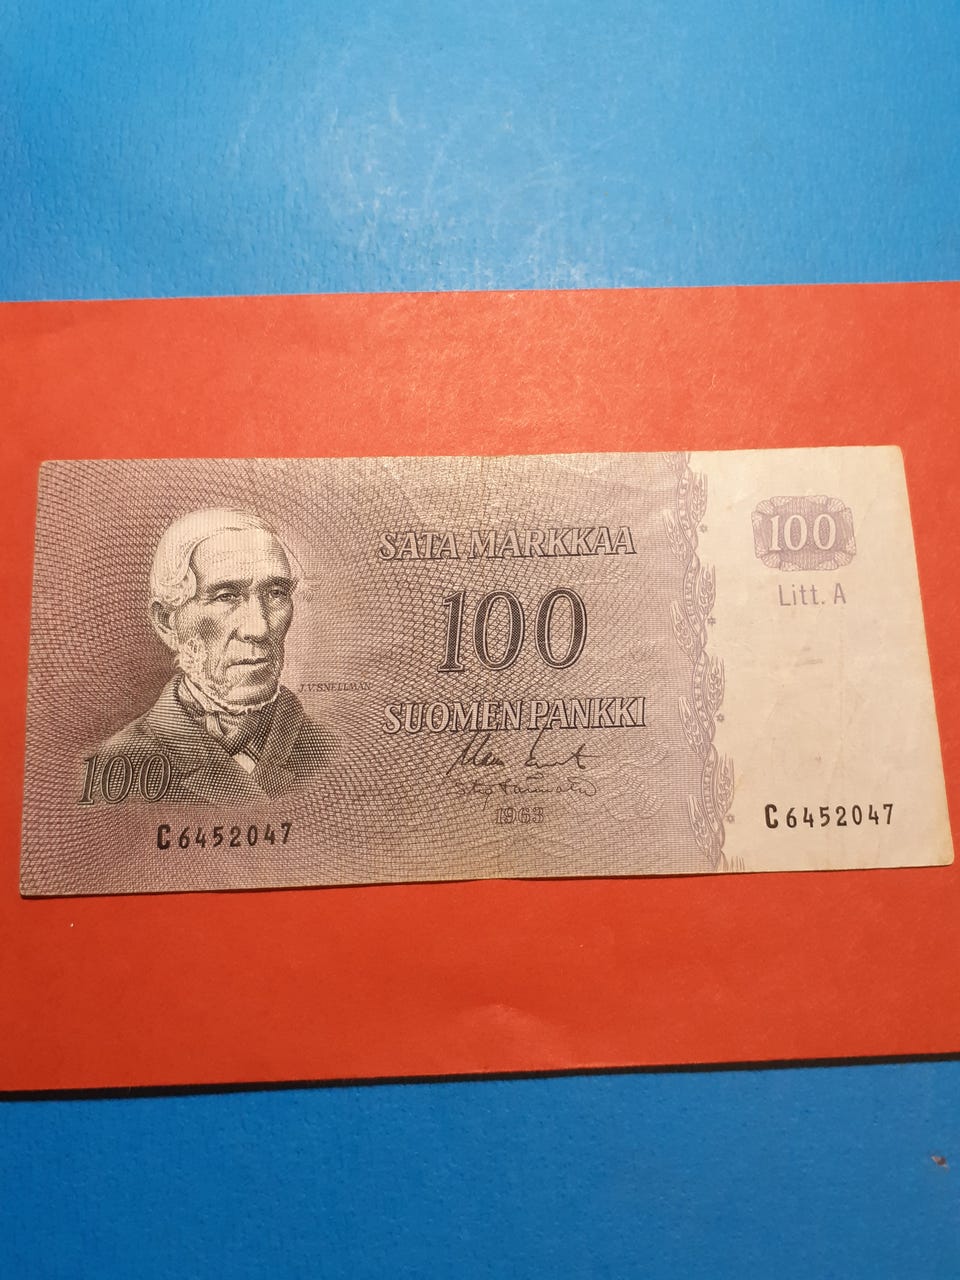 SATA MARKKAA
100
100
Litt. A
J.V.SNELLMAN
SUOMEN PANKKI
100
1963
C6452047
C6452047